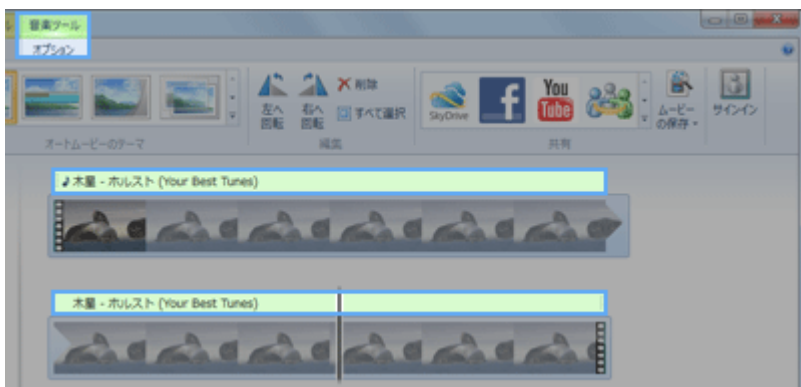 音楽ツール
オプション
左へ
回転
右へ
回転
削除
すべて選択
SkyDrive
f
You
Tube
ムービー
の保存
サインイン
オートムービーのテーマ
編集
共有
♪木星 - ホルスト (Your Best Tunes)
木星 - ホルスト (Your Best Tunes)